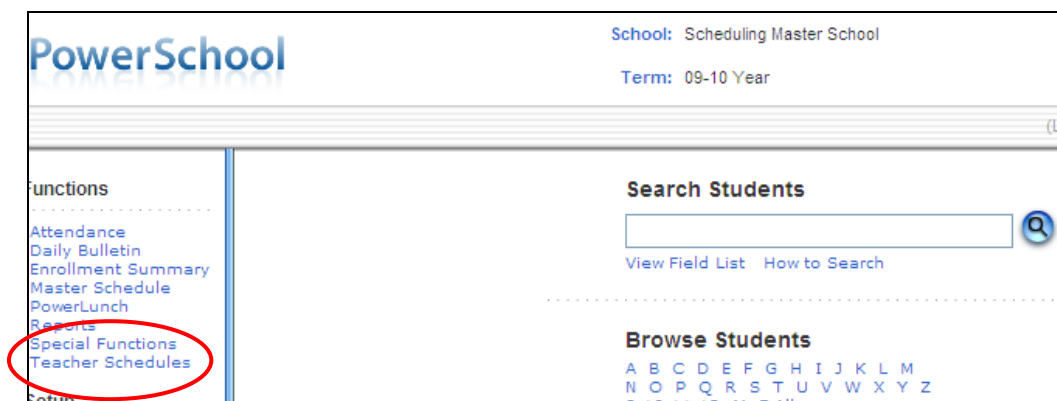 PowerSchool
School: Scheduling Master School
Term: 09-10 Year
(L
Functions
Attendance
Daily Bulletin
Enrollment Summary
Master Schedule
PowerLunch
Reports
Special Functions
Teacher Schedules
Setup
Search Students
View Field List How to Search
Browse Students
A B C D E F G H I J K L M
N O P Q R S T U V W X Y Z